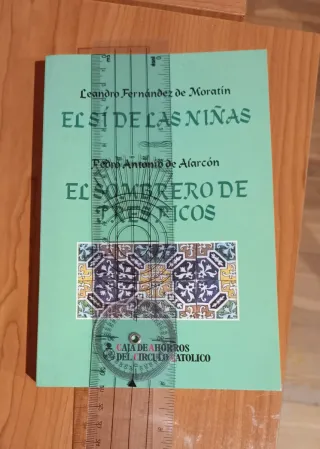 Leandro Fernández de Moratín
EL SÍ DE LAS NIÑAS
Pedro Antonio de Alarcón
EL SOMBRERO DE
TRES PICOS
CAJA DE AHORROS
DEL CIRCULO CATOLICO